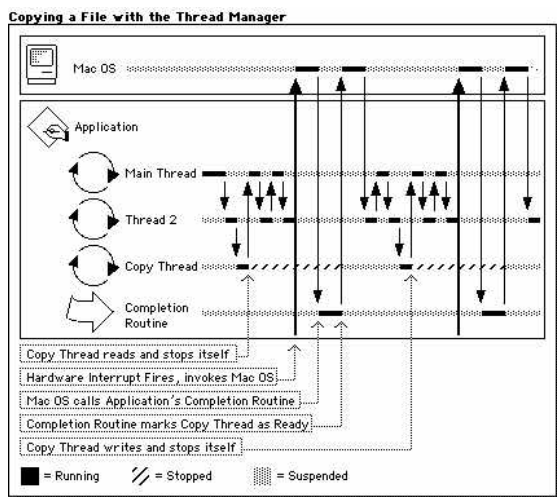 Copying a File with the Thread Manager
Mac OS
Application
Main Thread
Thread 2
Copy Thread
Completion
Routine
Copy Thread reads and stops itself
Hardware Interrupt Fires, invokes Mac OS
Mac OS calls Application's Completion Routine
Completion Routine marks Copy Thread as Ready
Copy Thread writes and stops itself
= Running = Stopped = Suspended